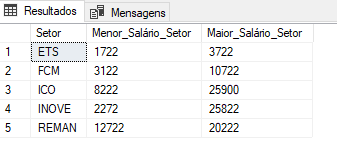 Resultados Mensagens
Setor Menor_Salário_Setor Maior_Salário_Setor
1 ETS 1722 3722
2 FCM 3122 10722
3 ICO 8222 25900
4 INOVE 2272 25822
5 REMAN 12722 20222